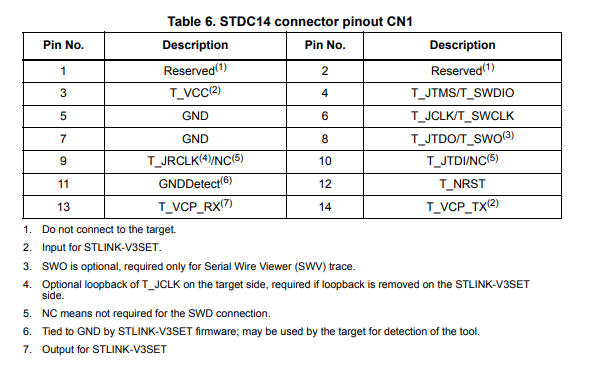 Table 6. STDC14 connector pinout CN1
Pin No. Description Pin No. Description
1 Reserved(1) 2 Reserved(1)
3 T_VCC(2) 4 T_JTMS/T_SWDIO
5 GND 6 T_JCLK/T_SWCLK
7 GND 8 T_JTDO/T_SWO(3)
9 T_JRCLK(4)/NC(5) 10 T_JTDI/NC(5)
11 GNDDetect(6) 12 T_NRST
13 T_VCP_RX(7) 14 T_VCP_TX(2)
1. Do not connect to the target.
2. Input for STLINK-V3SET.
3. SWO is optional, required only for Serial Wire Viewer (SWV) trace.
4. Optional loopback of T_JCLK on the target side, required if loopback is removed on the STLINK-V3SET
side.
5. NC means not required for the SWD connection.
6. Tied to GND by STLINK-V3SET firmware; may be used by the target for detection of the tool.
7. Output for STLINK-V3SET